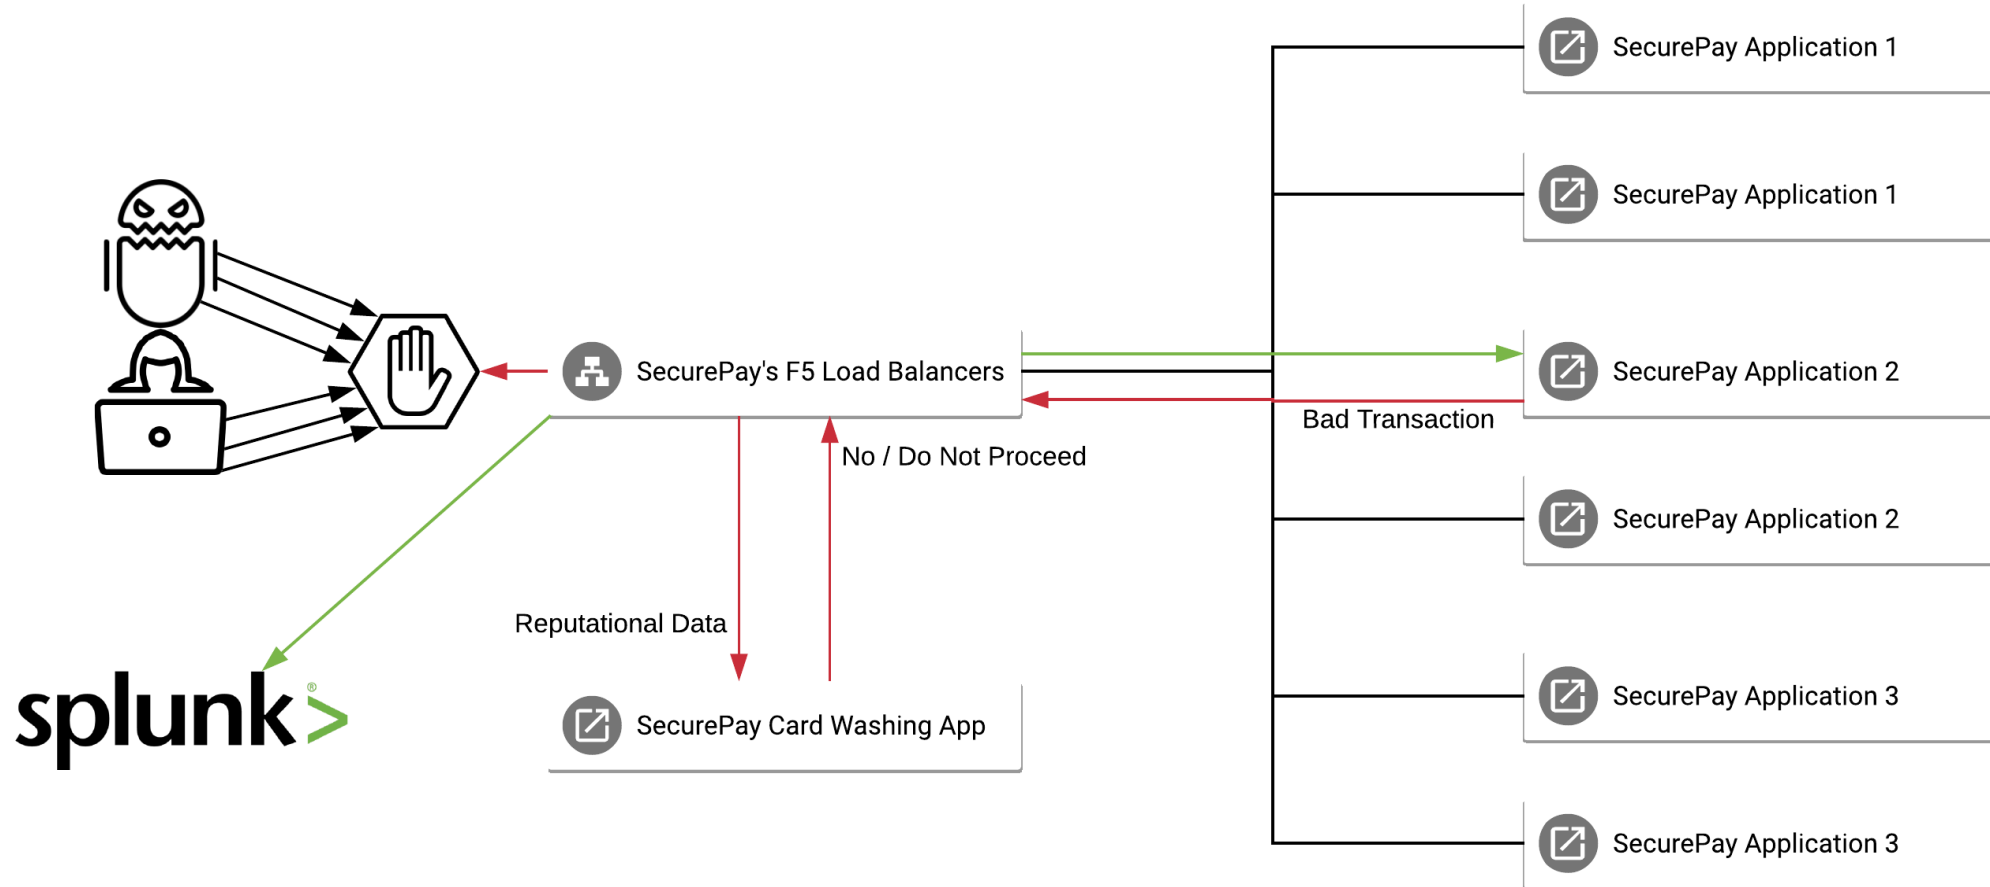 SecurePay Application 1
SecurePay Application 1
SecurePay's F5 Load Balancers
SecurePay Application 2
Bad Transaction
No / Do Not Proceed
SecurePay Application 2
Reputational Data
splunk>®
SecurePay Card Washing App
SecurePay Application 3
SecurePay Application 3